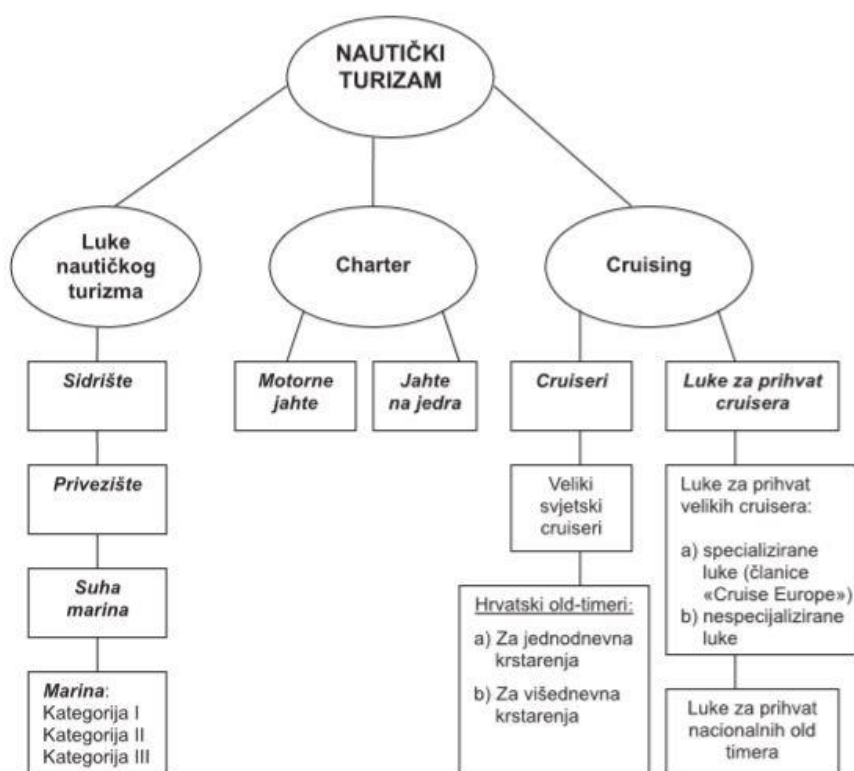 NAUTIČKI
TURIZAM
Luke
nautičkog
turizma
Charter
Cruising
Sidrište
Motorne
jahte
Jahte
na jedra
Cruiseri
Luke za prihvat
cruisera
Privezište
Veliki
svjetski
cruiseri
Luke za prihvat
velikih cruisera:
a) specializirane
luke (članice
«Cruise Europe»)
b) nespecijalizirane
luke
Suha
marina
Hrvatski old-timeri:
a) Za jednodnevna
krstarenja
b) Za višednevna
krstarenja
Marina:
Kategorija I
Kategorija II
Kategorija III
Luke za prihvat
nacionalnih old
timera